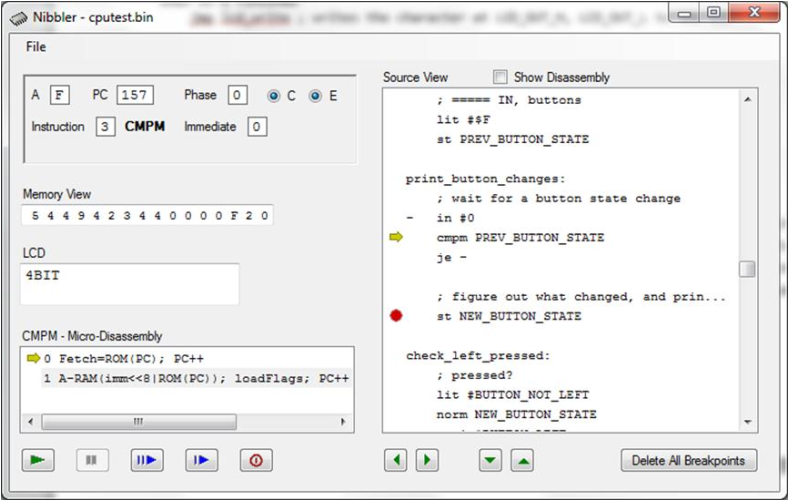 Nibbler - cputest.bin
File
A F PC 157 Phase 0 C E
Instruction 3 CMPM Immediate 0
Memory View
5 4 4 9 4 2 3 4 4 0 0 0 0 F 2 0
LCD
4BIT
CMPM - Micro-Disassembly
0 Fetch=ROM(PC); PC++
1 A-RAM(imm<<8|ROM(PC)); loadFlags; PC++
Source View Show Disassembly
; ===== IN, buttons
lit #$F
st PREV_BUTTON_STATE
print_button_changes:
; wait for a button state change
- in #0
cmpm PREV_BUTTON_STATE
je -
; figure out what changed, and prin...
st NEW_BUTTON_STATE
check_left_pressed:
; pressed?
lit #BUTTON_NOT_LEFT
norm NEW_BUTTON_STATE
Delete All Breakpoints